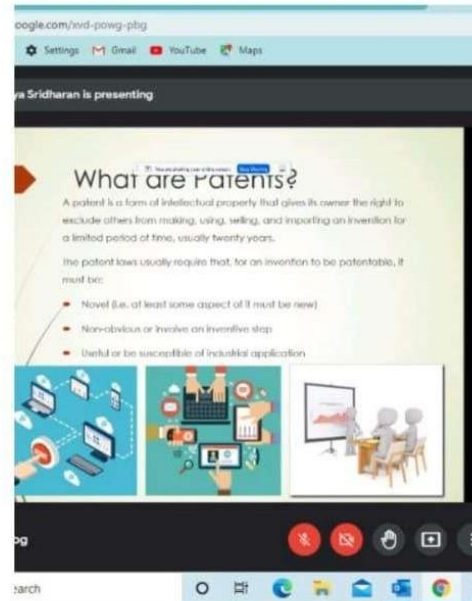 oogle.com/xvd-powg-pbg
Settings Gmail YouTube Maps
ya Sridharan is presenting
What are Patents?
A patent is a form of intellectual property that gives its owner the right to
exclude others from making, using, selling, and importing an invention for
a limited period of time, usually twenty years.
The patent laws usually require that, for an invention to be patentable, it
must be:
Novel (i.e. at least some aspect of it must be new)
Non-obvious or involve an inventive step
Useful or be susceptible of industrial application
og
earch